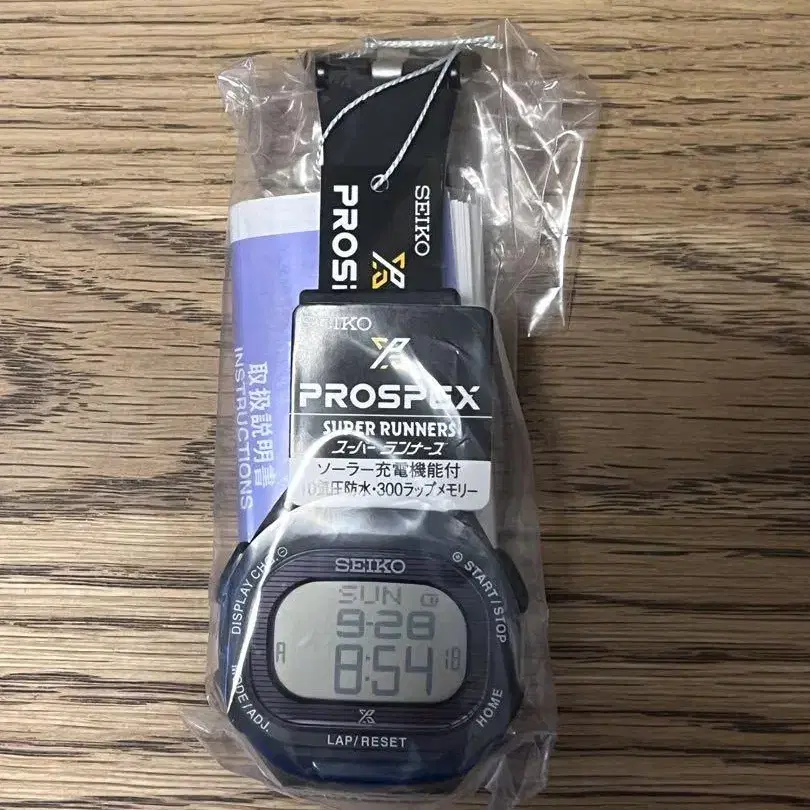 SEIKO
PROS
SEIKO
PROSPEX
SUPER RUNNERS
スーパーランナーズ
ソーラー充電機能付
10気圧防水・300ラップメモリー
取扱説明書
INSTRUCTIONS
SEIKO
DISPLAY CHG.
START/STOP
SUN
9-28
A 8:54 18
MODE/ADJ.
HOME
LAP/RESET